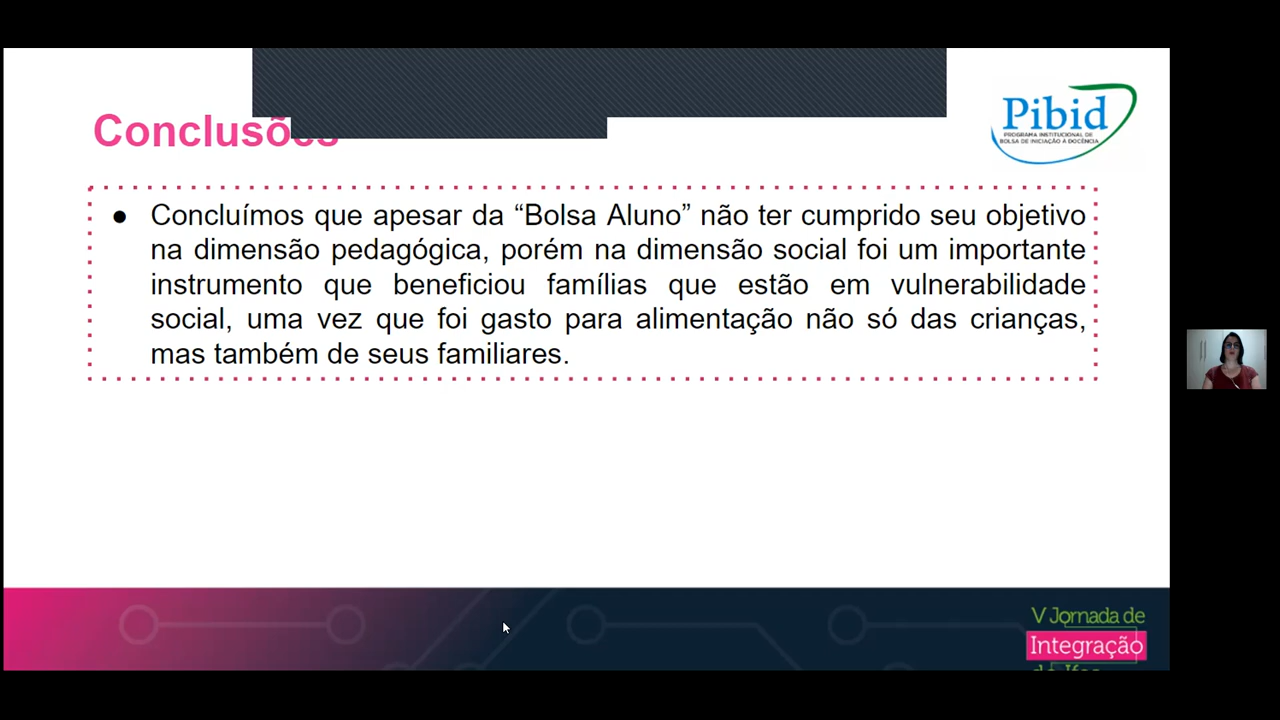 Conclusões
Pibid
PROGRAMA INSTITUCIONAL DE
BOLSA DE INICIAÇÃO À DOCÊNCIA
● Concluímos que apesar da “Bolsa Aluno” não ter cumprido seu objetivo
na dimensão pedagógica, porém na dimensão social foi um importante
instrumento que beneficiou famílias que estão em vulnerabilidade
social, uma vez que foi gasto para alimentação não só das crianças,
mas também de seus familiares.
V Jornada de
Integração
do Ifes